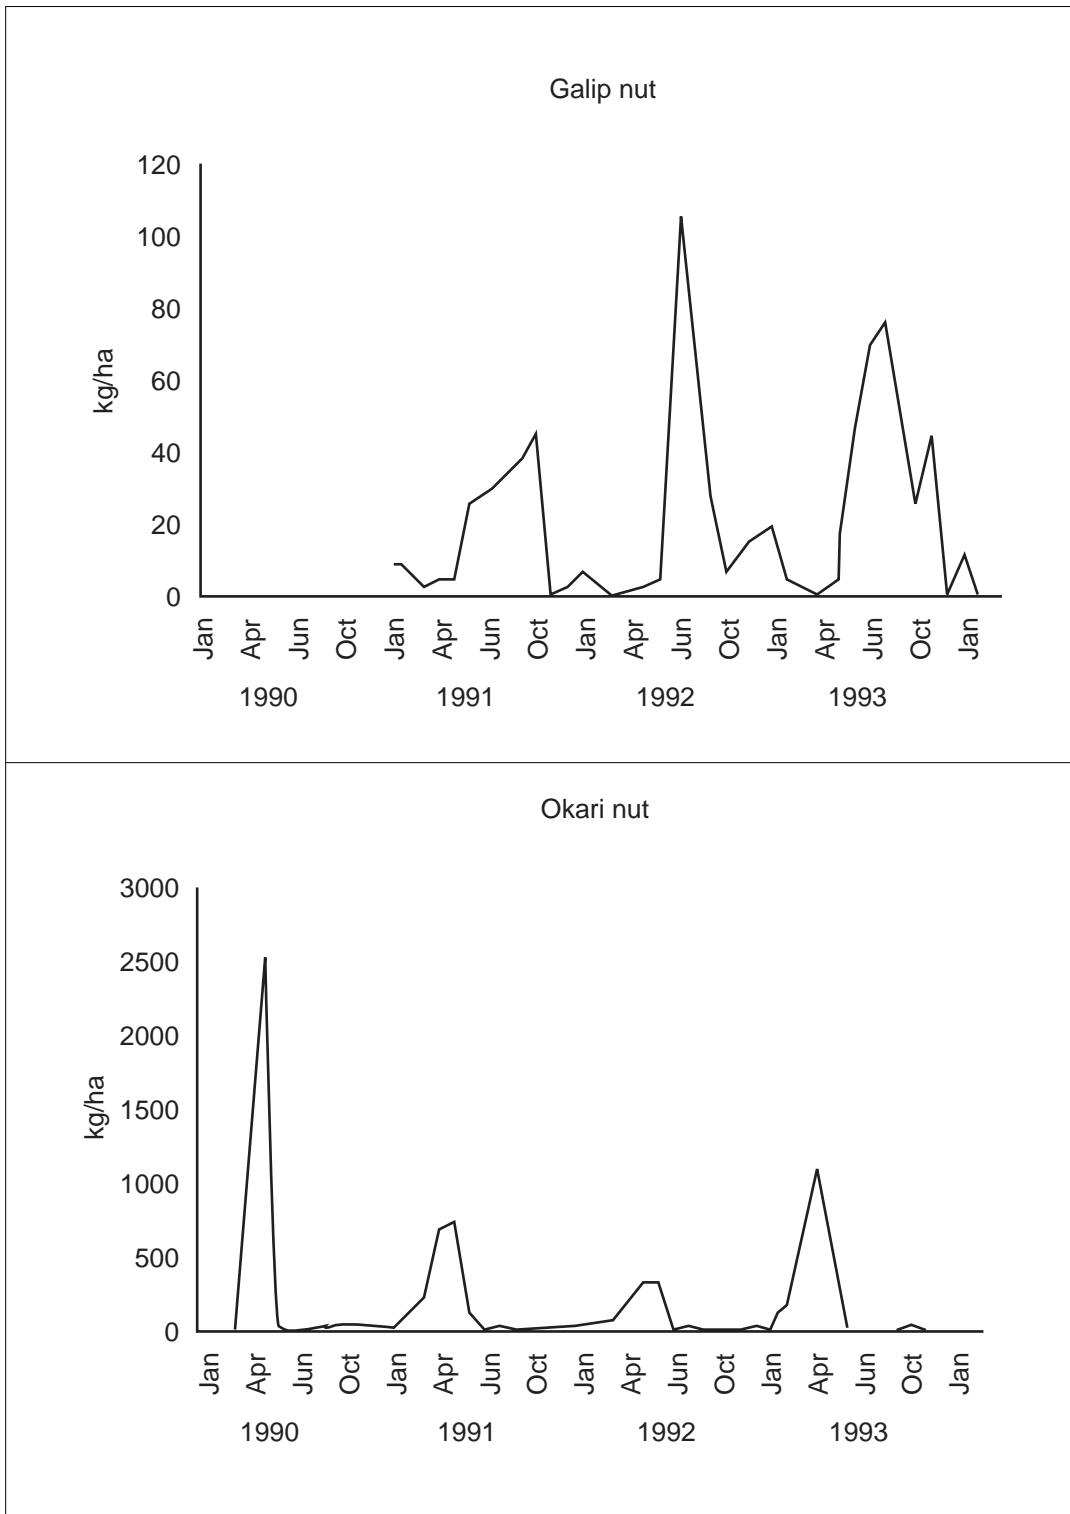 Galip nut
120
100
80
60
40
20
0
kg/ha
Jan Apr Jun Oct Jan Apr Jun Oct Jan Apr Jun Oct Jan Apr Jun Oct Jan
1990 1991 1992 1993
Okari nut
3000
2500
2000
1500
1000
500
0
kg/ha
Jan Apr Jun Oct Jan Apr Jun Oct Jan Apr Jun Oct Jan Apr Jun Oct Jan
1990 1991 1992 1993